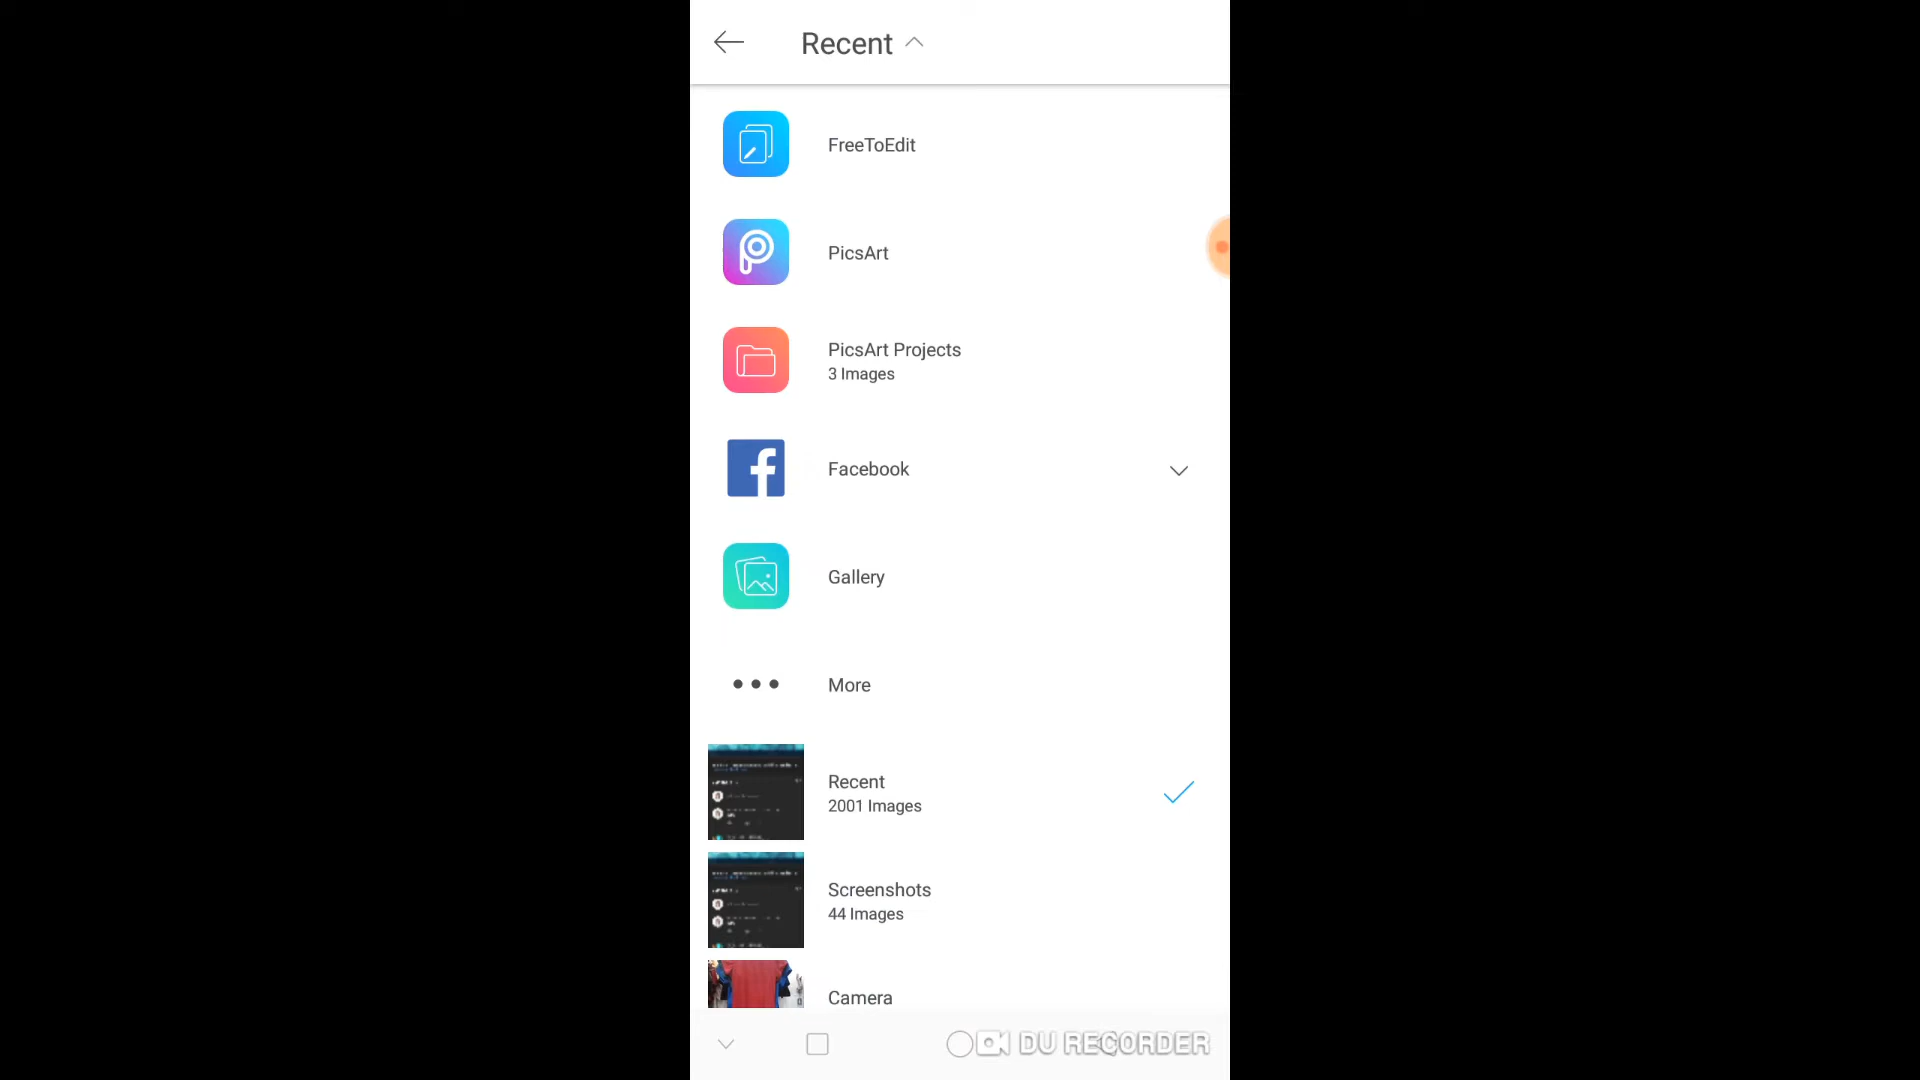 Recent
FreeToEdit
PicsArt
PicsArt Projects
3 Images
Facebook
Gallery
More
Recent
2001 Images
Screenshots
44 Images
Camera
DU RECORDER